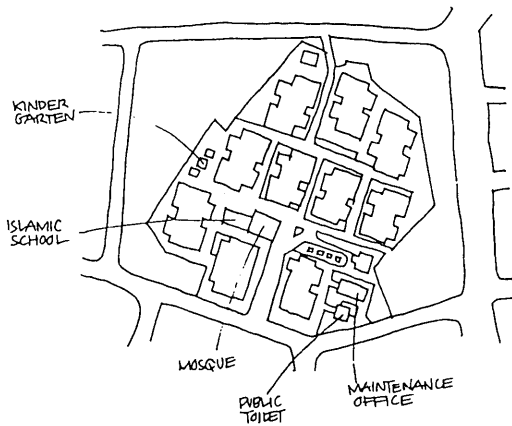 KINDER
GARTEN
ISLAMIC
SCHOOL
MOSQUE
PUBLIC
TOILET
MAINTENANCE
OFFICE